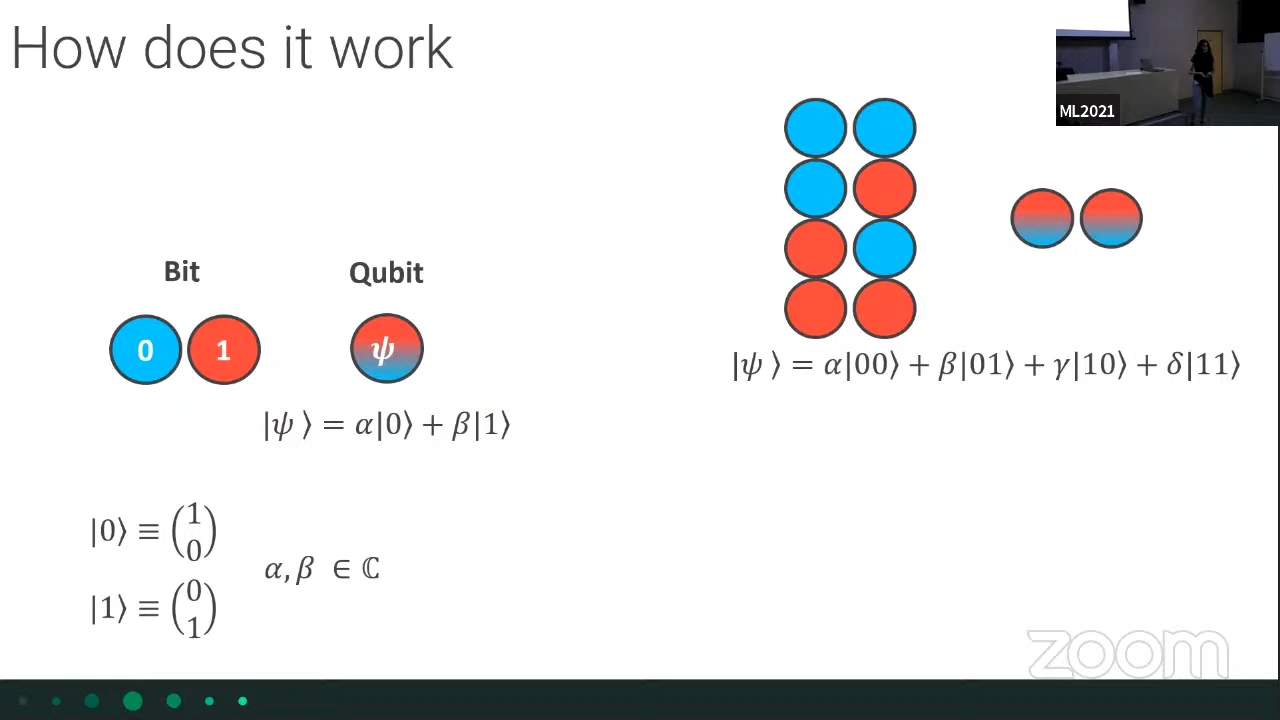 How does it work
ML2021
Bit
Qubit
0
1
ψ
|ψ ⟩ = α|0⟩ + β|1⟩
|ψ ⟩ = α|00⟩ + β|01⟩ + γ|10⟩ + δ|11⟩
|0⟩ ≡ (1 0)
α, β ∈ ℂ
|1⟩ ≡ (0 1)
zoom